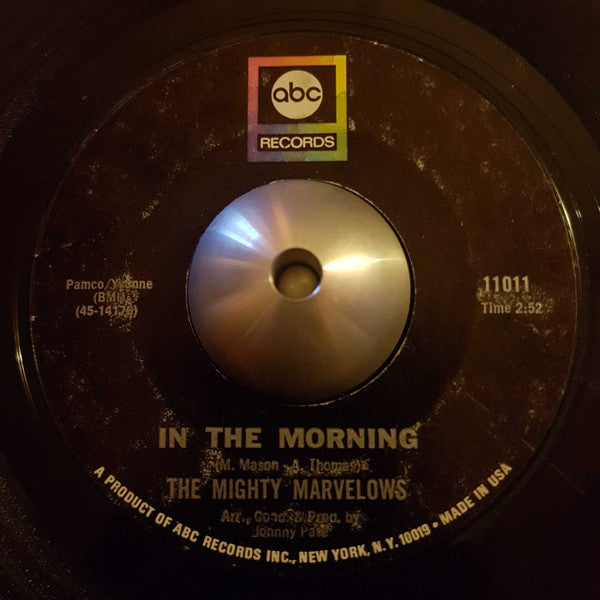 abc
RECORDS
Pamco/Yvonne
(BMI)
(45-14176)
11011
Time 2:52
IN THE MORNING
(M. Mason - A. Thomas)
THE MIGHTY MARVELOWS
Arr., Cond. & Prod. by
Johnny Pate
A PRODUCT OF ABC RECORDS INC., NEW YORK, N.Y. 10019 • MADE IN USA